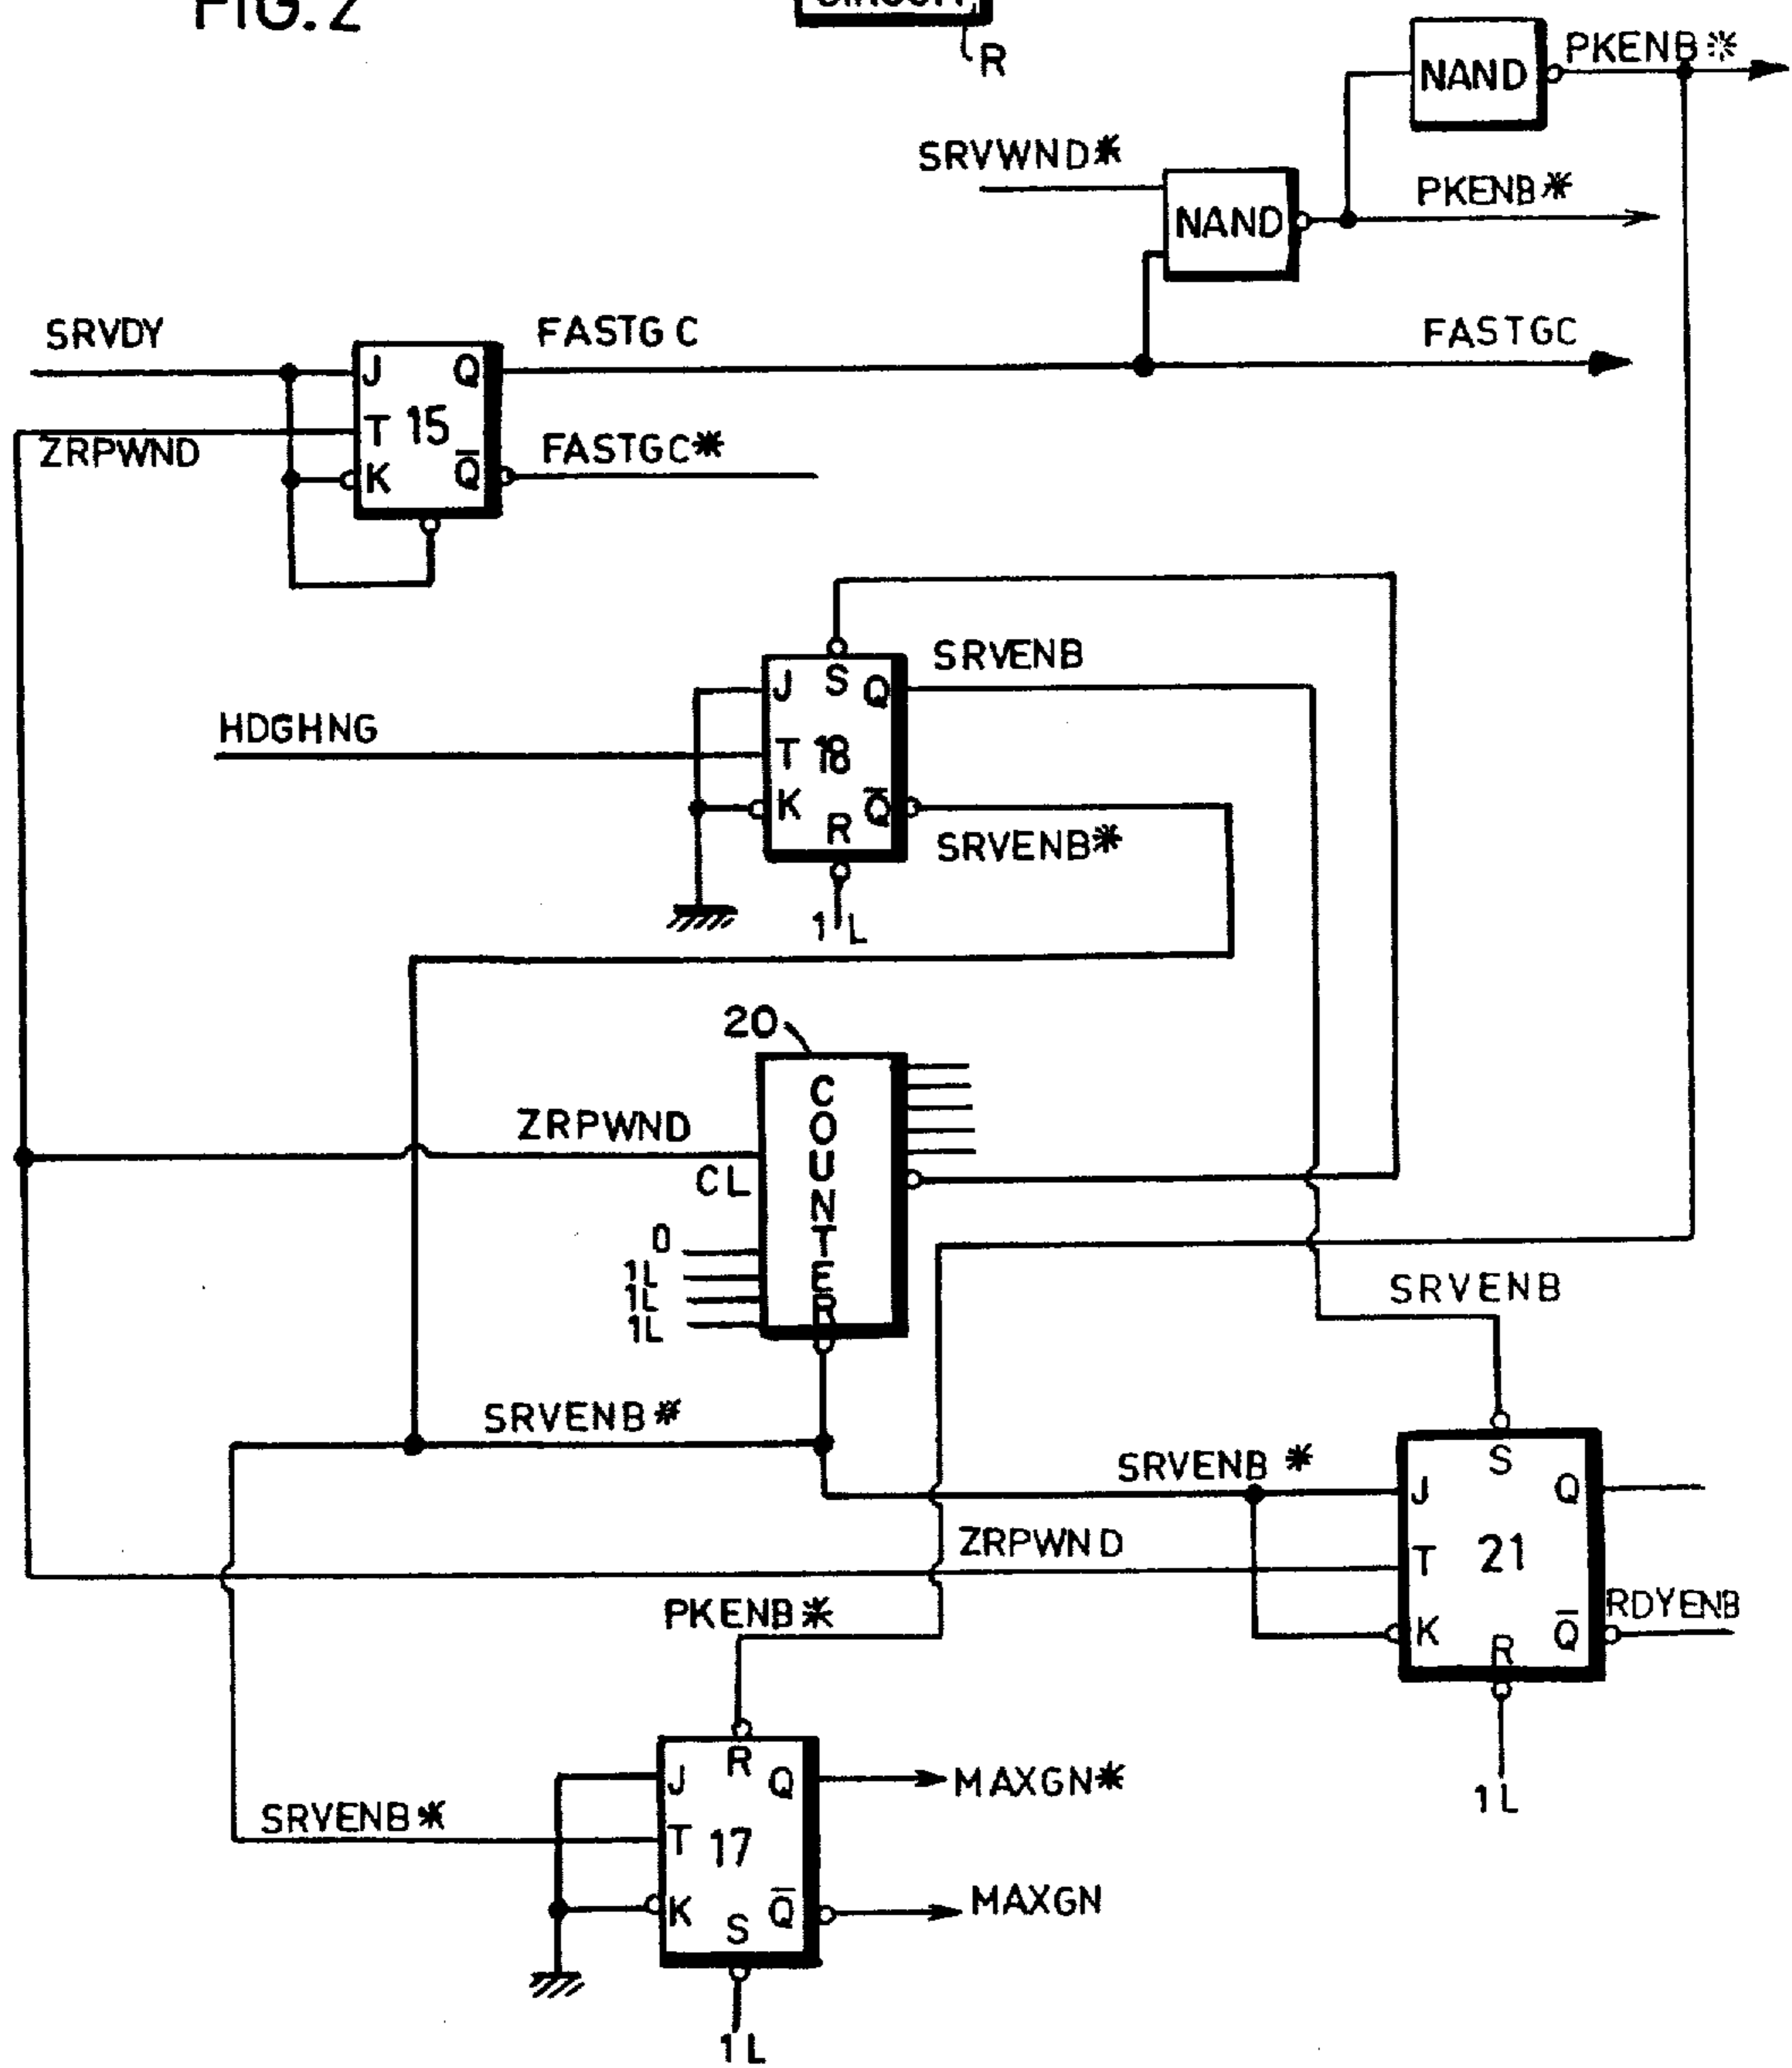 FIG. 2
CIRCUIT
R
NAND
PKENB*
SRVWND*
NAND
PKENB*
SRVDY
FASTGC
FASTGC
J
Q
T
15
ZRPWND
K
Q̅
FASTGC*
SRVENB
J
S
Q
HDGHNG
T
18
K
Q̅
R
SRVENB*
1L
20
COUNTER
ZRPWND
CL
0
1L
1L
1L
SRVENB
SRVENB*
SRVENB*
S
J
Q
ZRPWND
T
21
PKENB*
RDYENB
K
Q̅
R
R
J
Q
MAXGN*
1L
SRVENB*
T
17
K
Q̅
MAXGN
S
1L